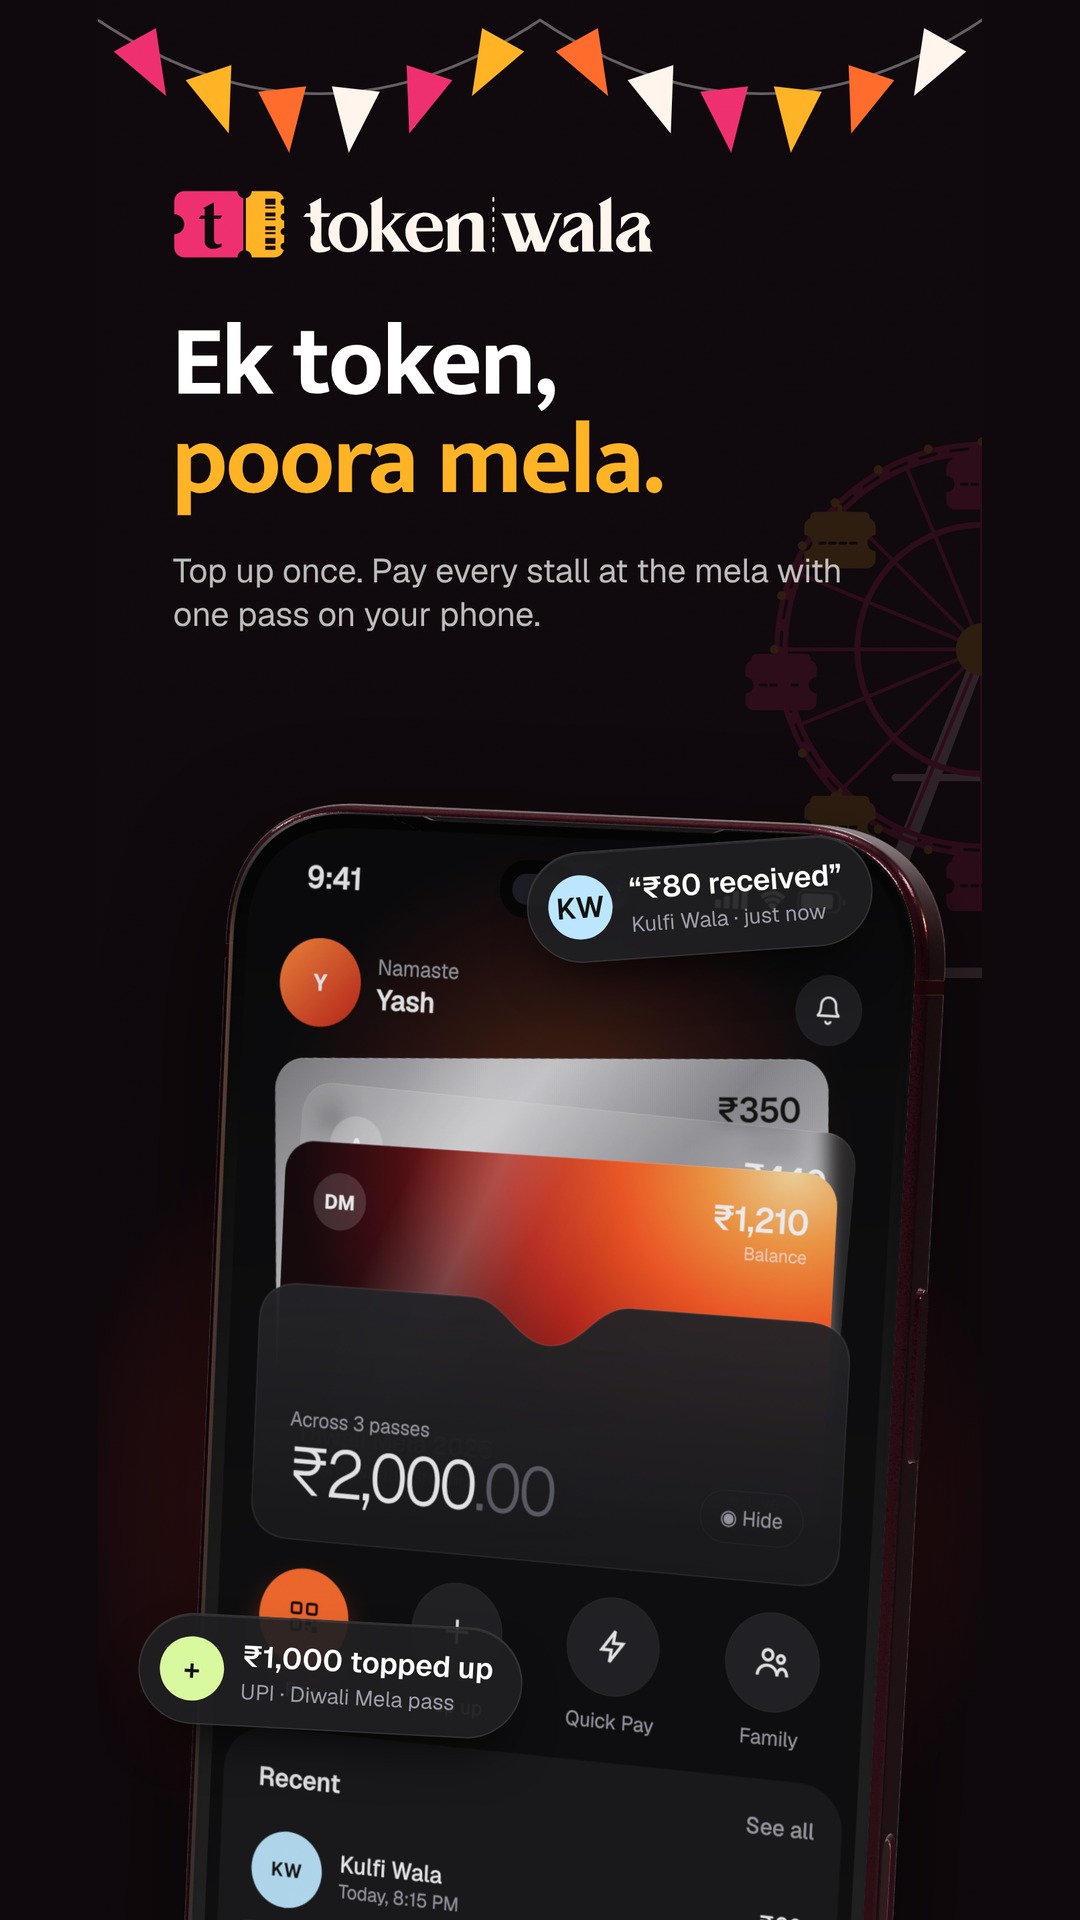 t token wala
Ek token,
poora mela.
Top up once. Pay every stall at the mela with
one pass on your phone.
9:41
“₹80 received”
KW
Kulfi Wala · just now
Y
Namaste
Yash
₹350
DM
₹1,210
Balance
Across 3 passes
₹2,000.00
Hide
+
₹1,000 topped up
UPI · Diwali Mela pass
Quick Pay
Family
Recent
See all
KW
Kulfi Wala
Today, 8:15 PM